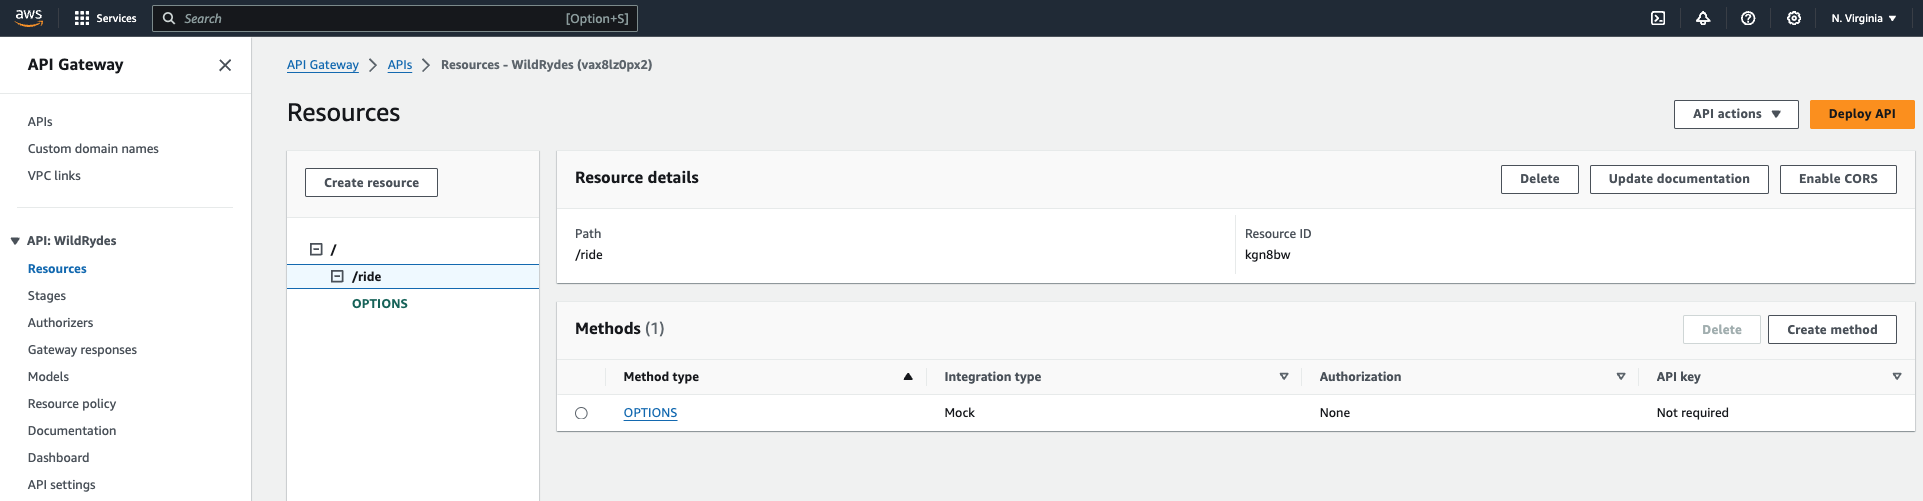 aws Services Search [Option+S] N. Virginia
API Gateway
APIs
Custom domain names
VPC links
API: WildRydes
Resources
Stages
Authorizers
Gateway responses
Models
Resource policy
Documentation
Dashboard
API settings
API Gateway APIs Resources - WildRydes (vax8lz0px2)
Resources
API actions Deploy API
Create resource
/
/ride
OPTIONS
Resource details
Delete Update documentation Enable CORS
Path
/ride
Resource ID
kgn8bw
Methods (1)
Delete Create method
Method type Integration type Authorization API key
OPTIONS Mock None Not required